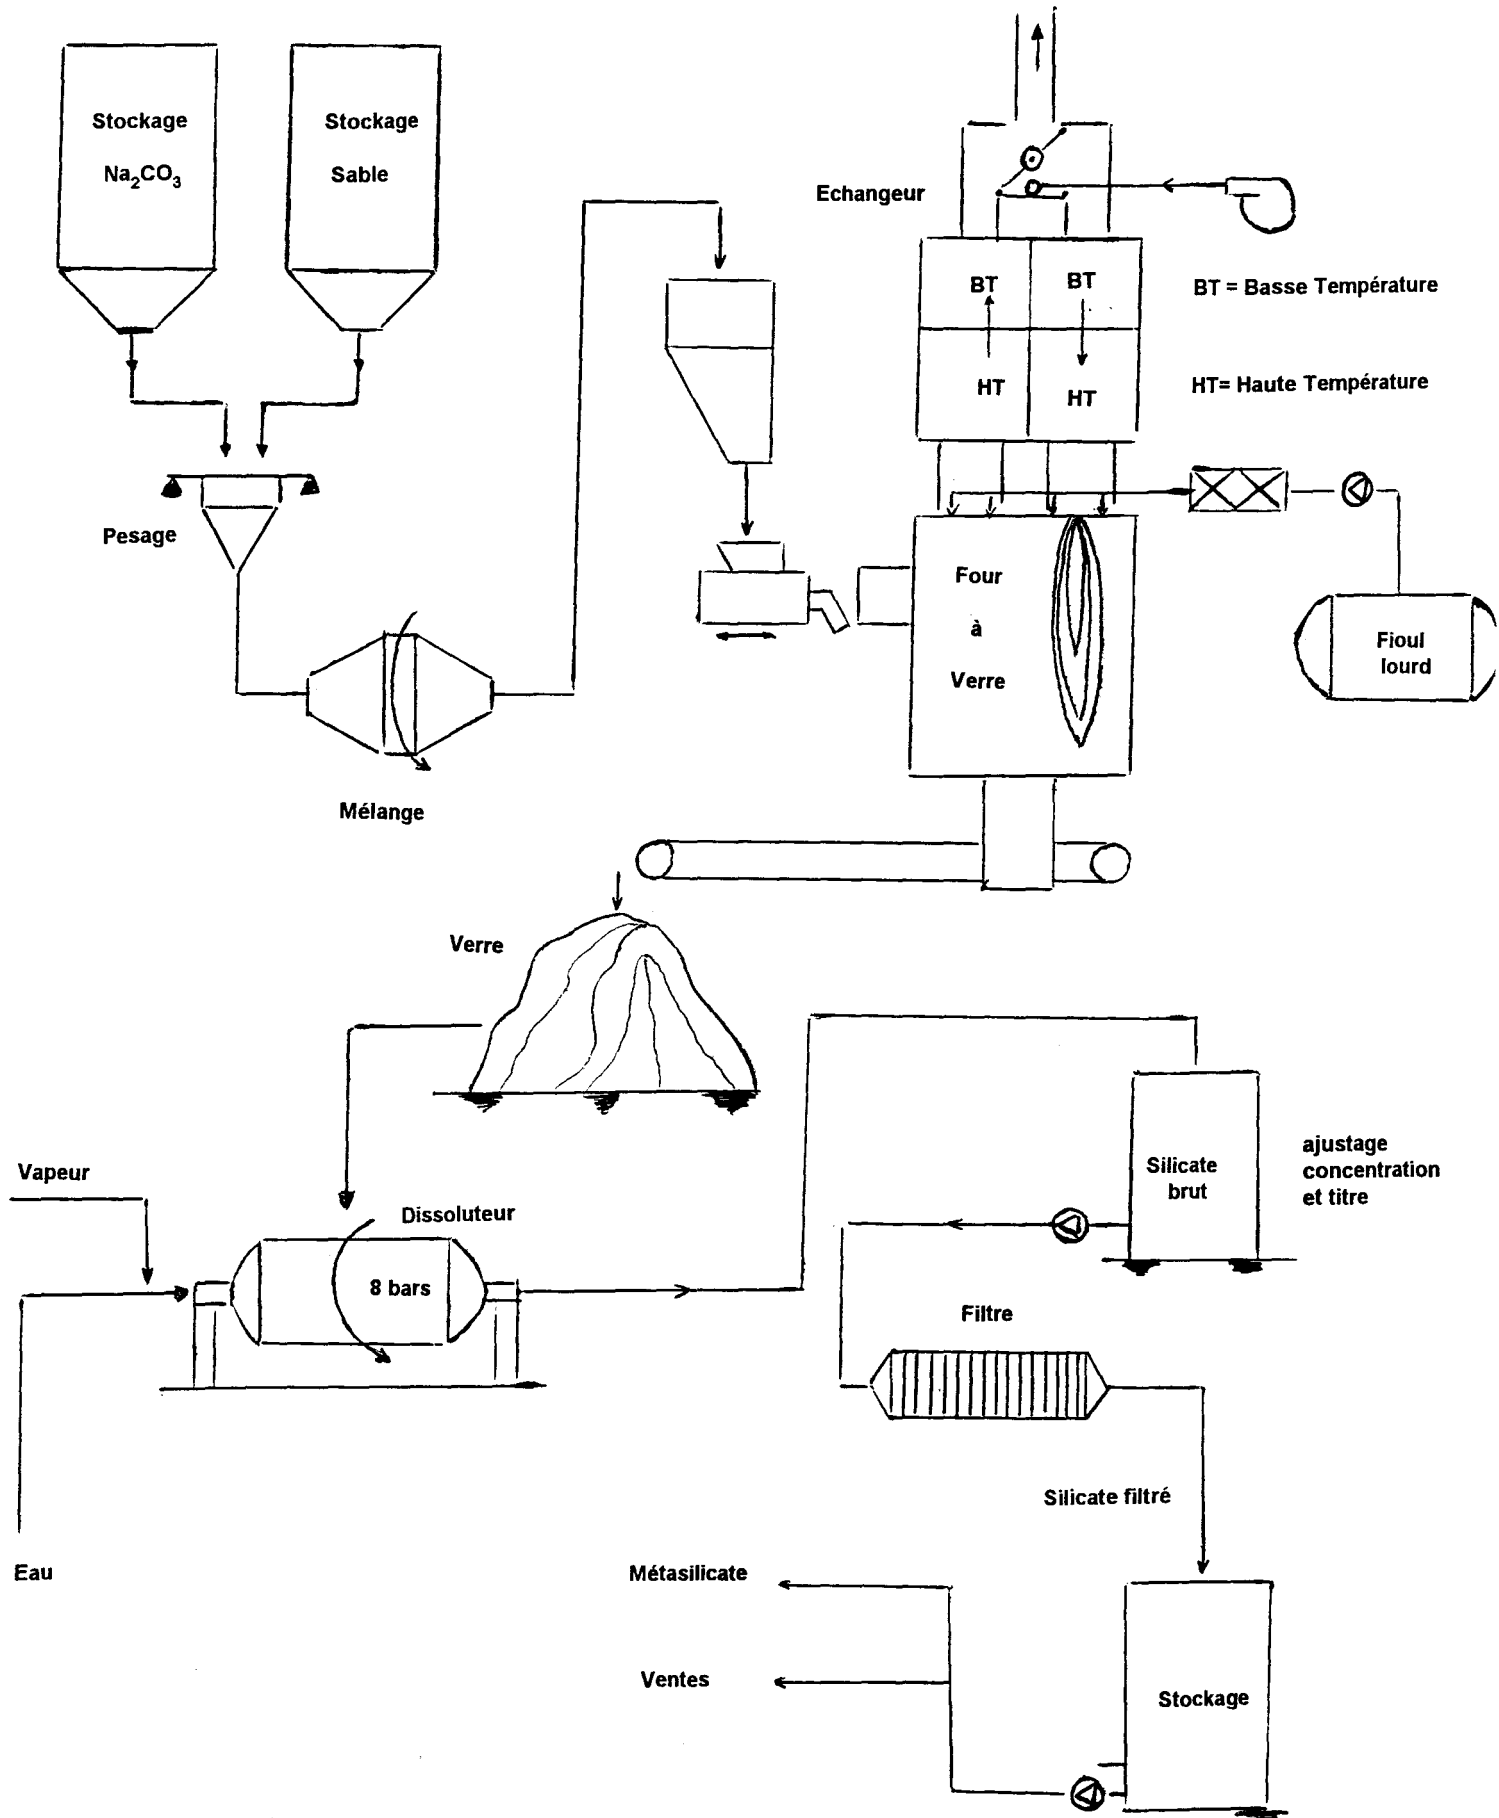 Stockage
Na₂CO₃
Stockage
Sable
Echangeur
BT
BT
BT = Basse Température
HT
HT
HT= Haute Température
Pesage
Four
à
Verre
Fioul
lourd
Mélange
Verre
Vapeur
Dissoluteur
8 bars
Silicate
brut
ajustage
concentration
et titre
Filtre
Silicate filtré
Eau
Métasilicate
Ventes
Stockage